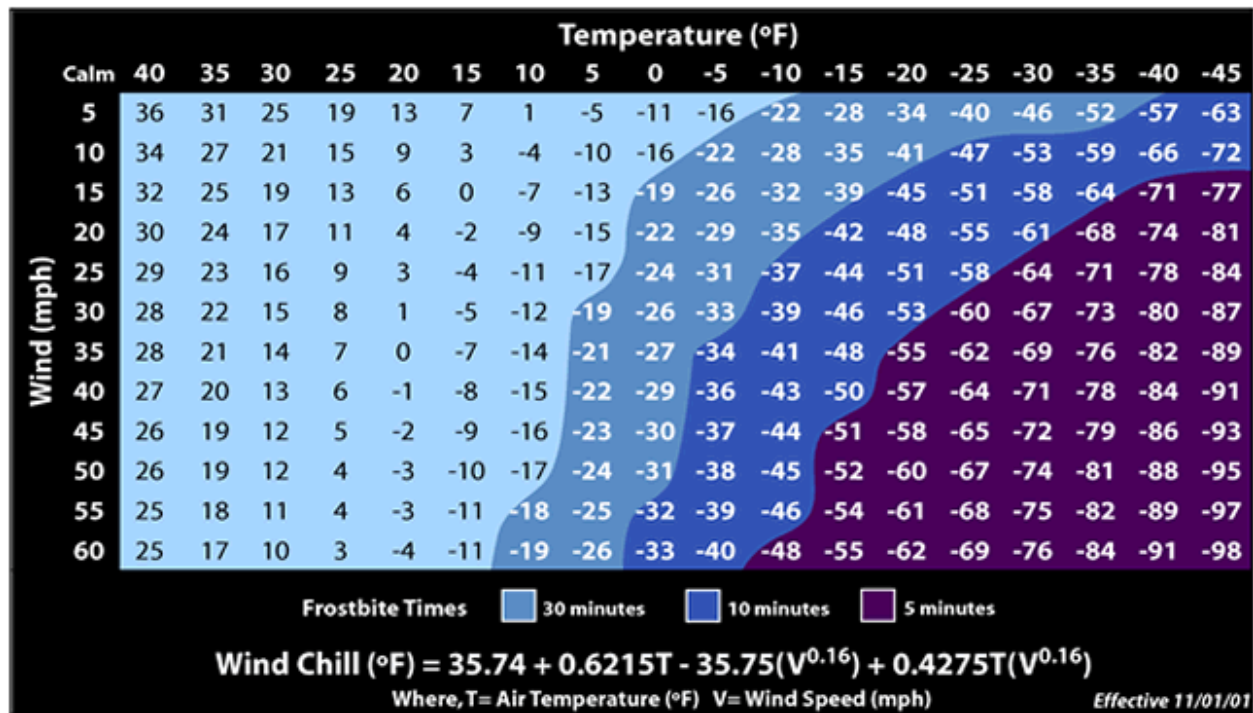 Temperature (ºF)
Calm 40 35 30 25 20 15 10 5 0 -5 -10 -15 -20 -25 -30 -35 -40 -45
5 36 31 25 19 13 7 1 -5 -11 -16 -22 -28 -34 -40 -46 -52 -57 -63
10 34 27 21 15 9 3 -4 -10 -16 -22 -28 -35 -41 -47 -53 -59 -66 -72
15 32 25 19 13 6 0 -7 -13 -19 -26 -32 -39 -45 -51 -58 -64 -71 -77
20 30 24 17 11 4 -2 -9 -15 -22 -29 -35 -42 -48 -55 -61 -68 -74 -81
25 29 23 16 9 3 -4 -11 -17 -24 -31 -37 -44 -51 -58 -64 -71 -78 -84
30 28 22 15 8 1 -5 -12 -19 -26 -33 -39 -46 -53 -60 -67 -73 -80 -87
35 28 21 14 7 0 -7 -14 -21 -27 -34 -41 -48 -55 -62 -69 -76 -82 -89
40 27 20 13 6 -1 -8 -15 -22 -29 -36 -43 -50 -57 -64 -71 -78 -84 -91
45 26 19 12 5 -2 -9 -16 -23 -30 -37 -44 -51 -58 -65 -72 -79 -86 -93
50 26 19 12 4 -3 -10 -17 -24 -31 -38 -45 -52 -60 -67 -74 -81 -88 -95
55 25 18 11 4 -3 -11 -18 -25 -32 -39 -46 -54 -61 -68 -75 -82 -89 -97
60 25 17 10 3 -4 -11 -19 -26 -33 -40 -48 -55 -62 -69 -76 -84 -91 -98
Wind (mph)
Frostbite Times 30 minutes 10 minutes 5 minutes
Wind Chill (ºF) = 35.74 + 0.6215T - 35.75(V^0.16) + 0.4275T(V^0.16)
Where, T= Air Temperature (ºF) V= Wind Speed (mph) Effective 11/01/01